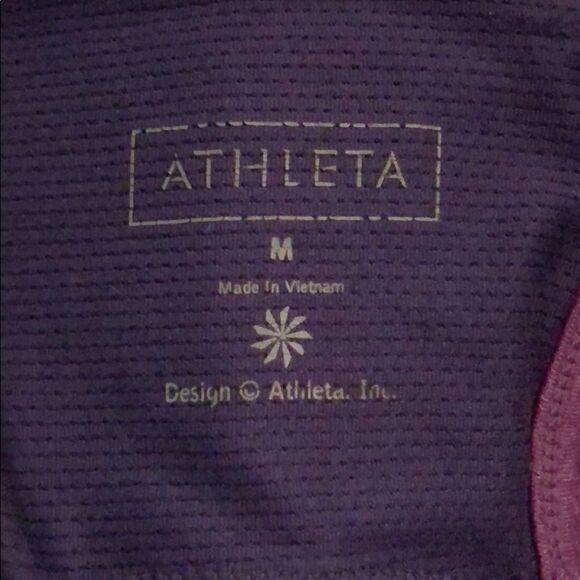 ATHLETA
M
Made In Vietnam
Design © Athleta. Inc.